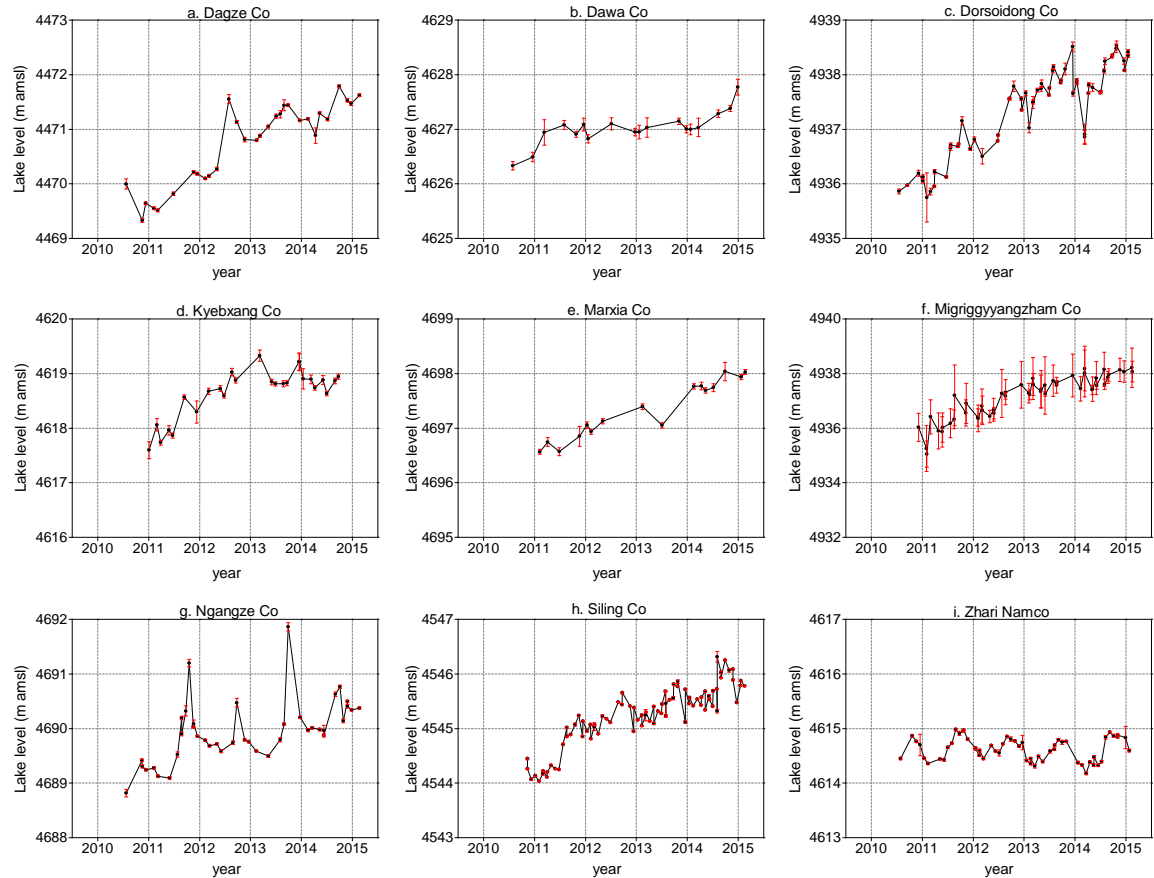 a. Dagze Co
4473
4472
4471
4470
4469
Lake level (m amsl)
2010 2011 2012 2013 2014 2015
year
b. Dawa Co
4629
4628
4627
4626
4625
Lake level (m amsl)
2010 2011 2012 2013 2014 2015
year
c. Dorsoidong Co
4939
4938
4937
4936
4935
Lake level (m amsl)
2010 2011 2012 2013 2014 2015
year
d. Kyebxang Co
4620
4619
4618
4617
4616
Lake level (m amsl)
2010 2011 2012 2013 2014 2015
year
e. Marxia Co
4699
4698
4697
4696
4695
Lake level (m amsl)
2010 2011 2012 2013 2014 2015
year
f. Migriggyyangzham Co
4940
4938
4936
4934
4932
Lake level (m amsl)
2010 2011 2012 2013 2014 2015
year
g. Ngangze Co
4692
4691
4690
4689
4688
Lake level (m amsl)
2010 2011 2012 2013 2014 2015
year
h. Siling Co
4547
4546
4545
4544
4543
Lake level (m amsl)
2010 2011 2012 2013 2014 2015
year
i. Zhari Namco
4617
4616
4615
4614
4613
Lake level (m amsl)
2010 2011 2012 2013 2014 2015
year